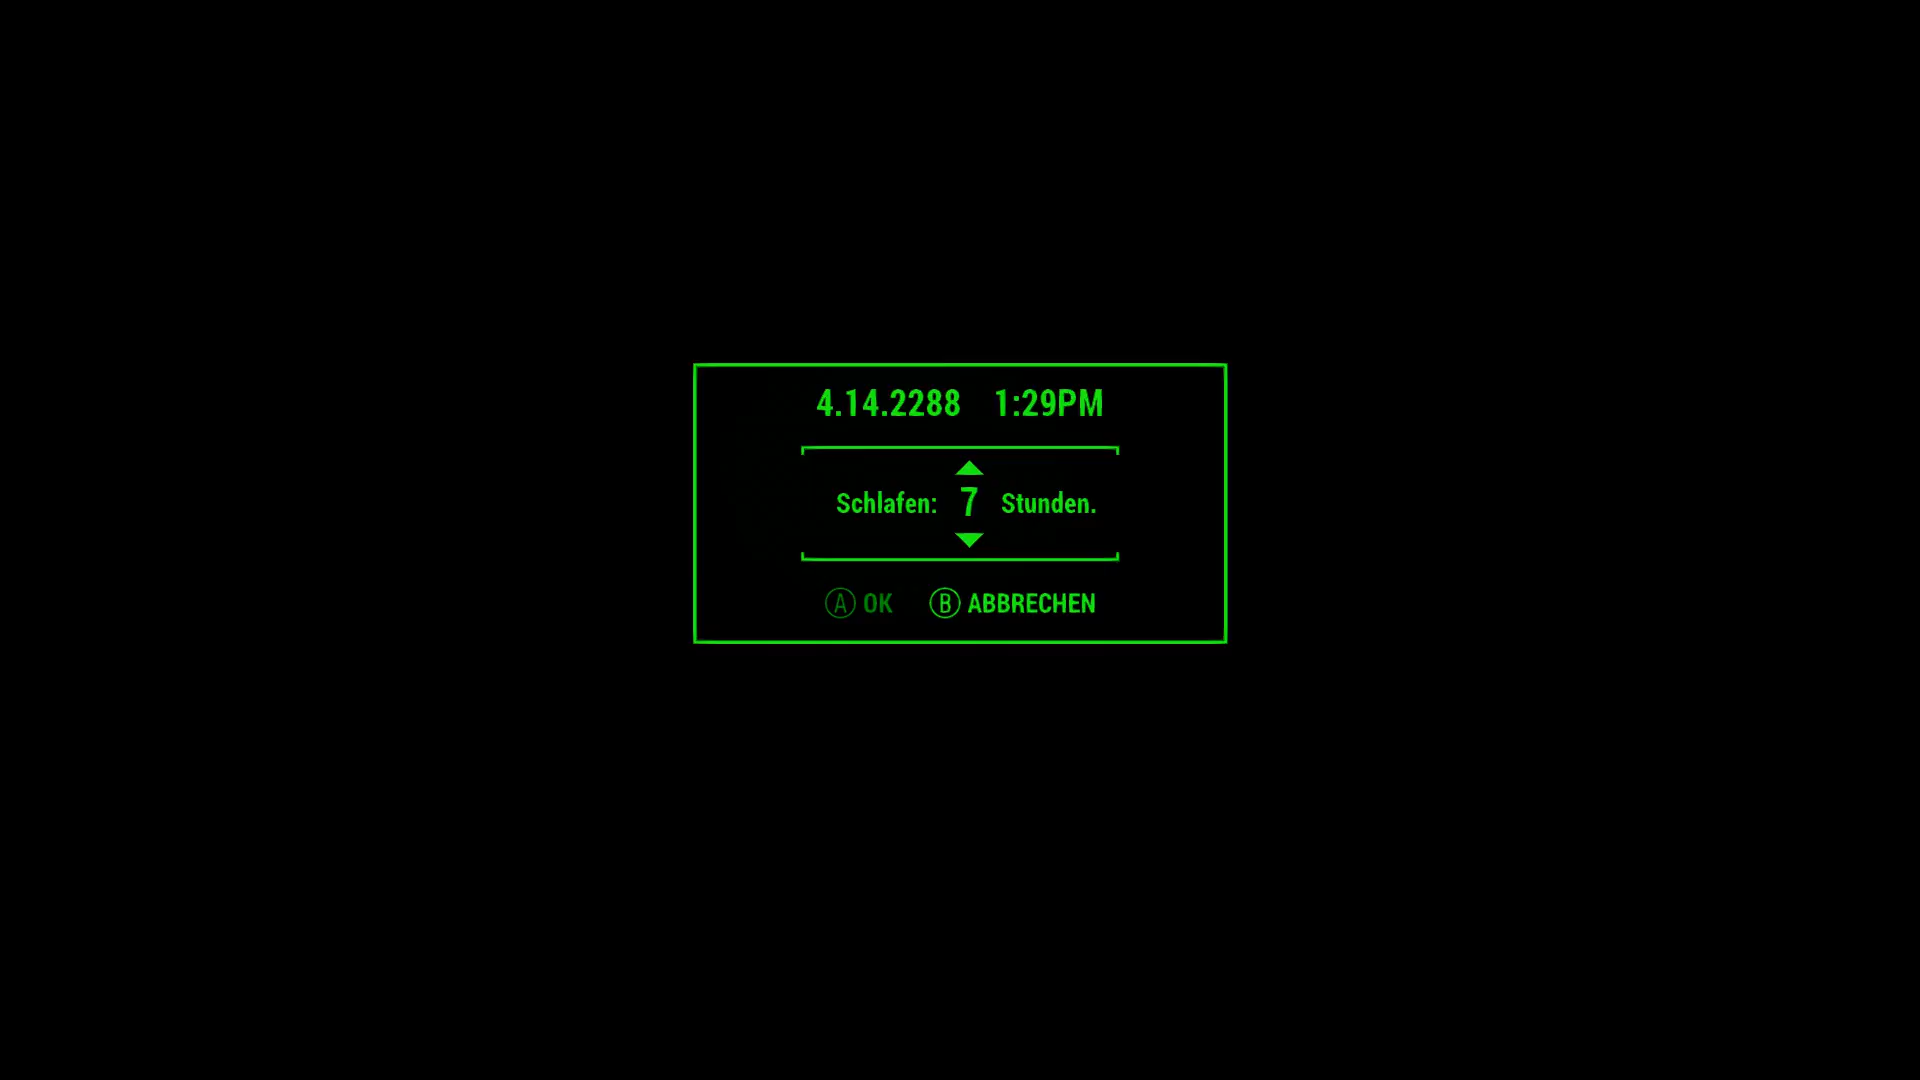 4.14.2288 1:29PM
Schlafen: 7 Stunden.
Ⓐ OK Ⓑ ABBRECHEN